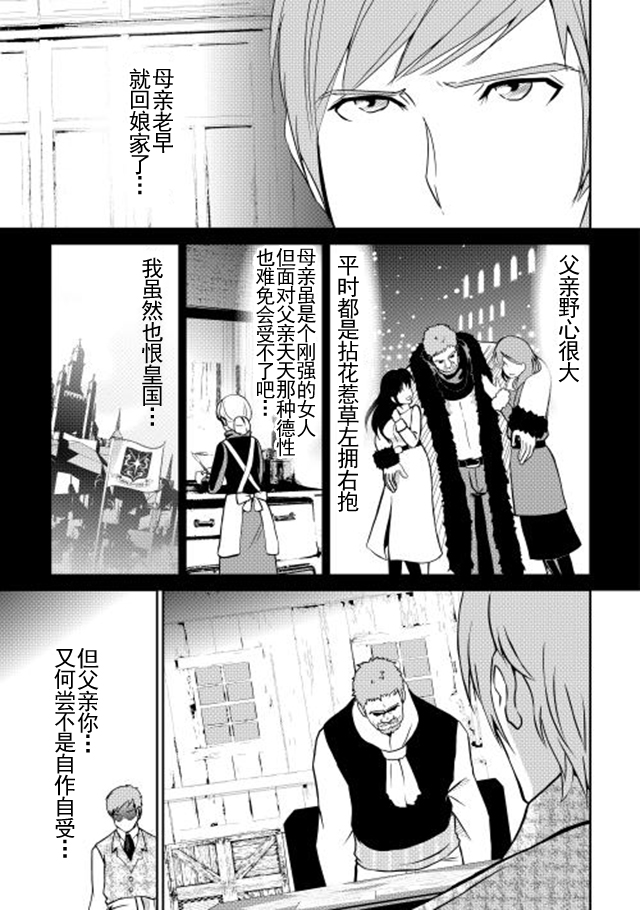 母亲老早
就回娘家了…
父亲野心很大
平时都是拈花惹草左拥右抱
母亲虽是个刚强的女人
但面对父亲天天那种德性
也难免会受不了吧…
我虽然也恨皇国…
但父亲你…
又何尝不是自作自受…